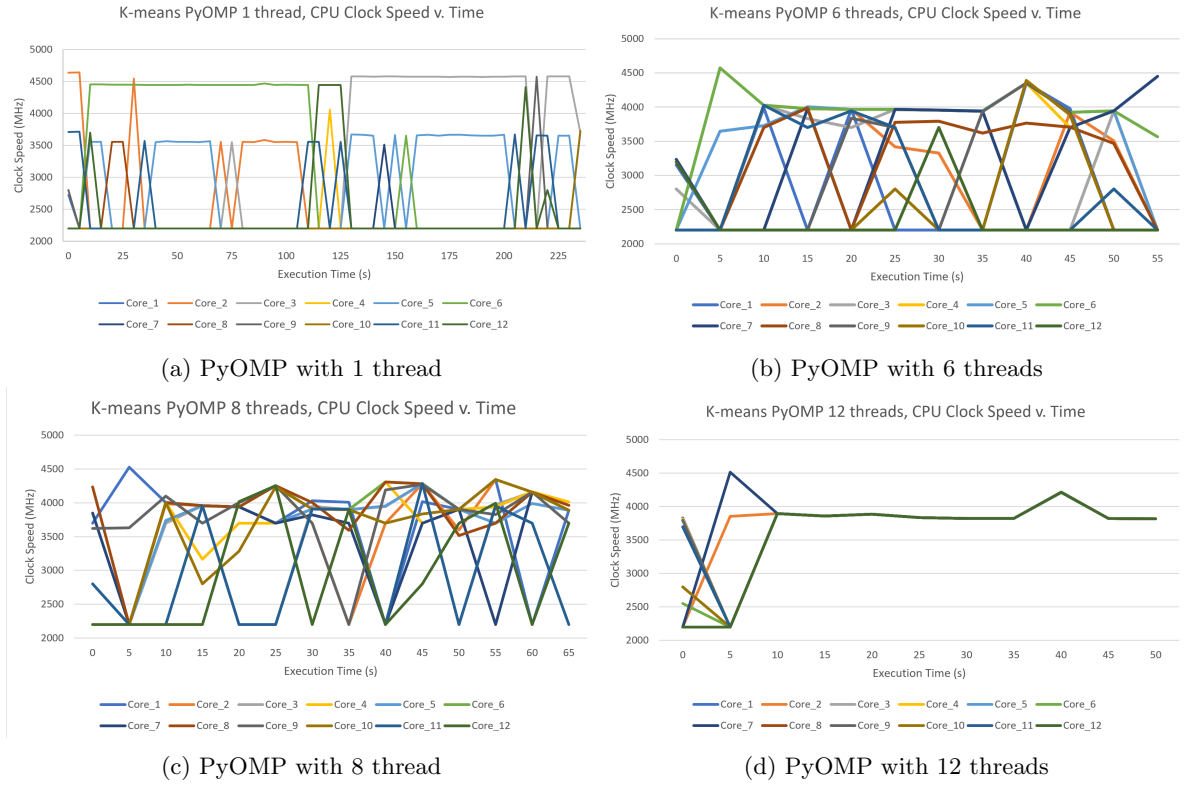 K-means PyOMP 1 thread, CPU Clock Speed v. Time
5000
4500
4000
3500
3000
2500
2000
Clock Speed (MHz)
0 25 50 75 100 125 150 175 200 225
Execution Time (s)
Core_1 Core_2 Core_3 Core_4 Core_5 Core_6
Core_7 Core_8 Core_9 Core_10 Core_11 Core_12
(a) PyOMP with 1 thread
K-means PyOMP 6 threads, CPU Clock Speed v. Time
5000
4500
4000
3500
3000
2500
2000
Clock Speed (MHz)
0 5 10 15 20 25 30 35 40 45 50 55
Execution Time (s)
Core_1 Core_2 Core_3 Core_4 Core_5 Core_6
Core_7 Core_8 Core_9 Core_10 Core_11 Core_12
(b) PyOMP with 6 threads
K-means PyOMP 8 threads, CPU Clock Speed v. Time
5000
4500
4000
3500
3000
2500
2000
Clock Speed (MHz)
0 5 10 15 20 25 30 35 40 45 50 55 60 65
Execution Time (s)
Core_1 Core_2 Core_3 Core_4 Core_5 Core_6
Core_7 Core_8 Core_9 Core_10 Core_11 Core_12
(c) PyOMP with 8 thread
K-means PyOMP 12 threads, CPU Clock Speed v. Time
5000
4500
4000
3500
3000
2500
2000
Clock Speed (MHz)
0 5 10 15 20 25 30 35 40 45 50
Execution Time (s)
Core_1 Core_2 Core_3 Core_4 Core_5 Core_6
Core_7 Core_8 Core_9 Core_10 Core_11 Core_12
(d) PyOMP with 12 threads